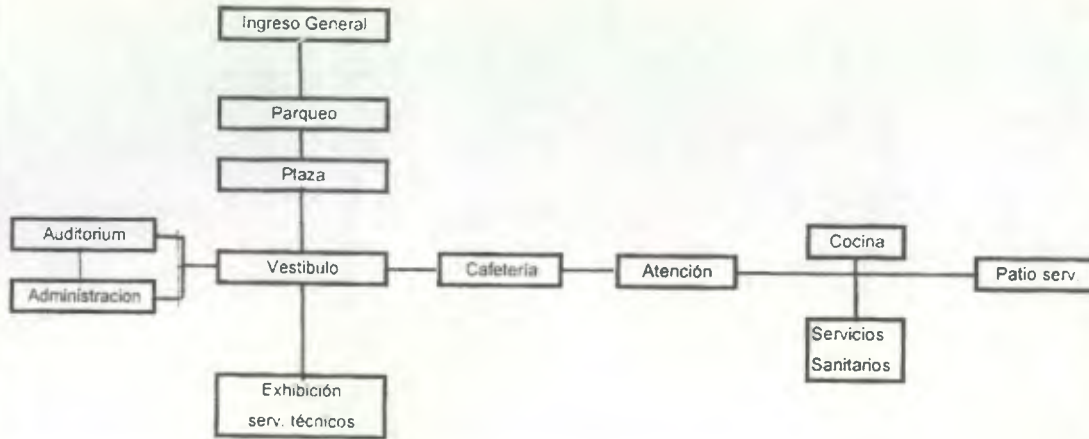 Ingreso General
Parqueo
Plaza
Auditorium
Administracion
Vestibulo
Cafetería
Atención
Cocina
Patio serv.
Servicios
Sanitarios
Exhibición
serv. técnicos